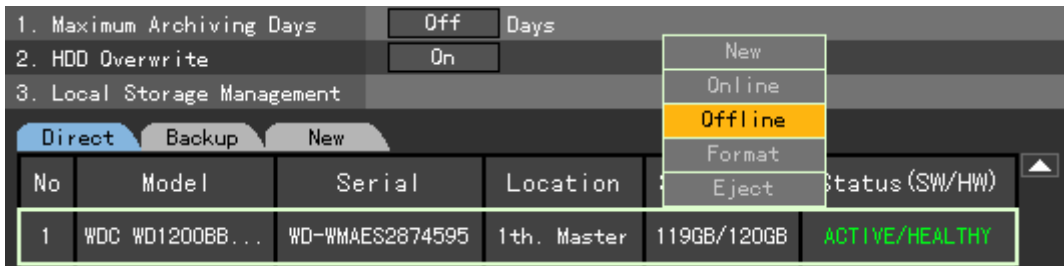 1. Maximum Archiving Days Off Days
2. HDD Overwrite On
3. Local Storage Management
New
Online
Offline
Format
Eject
Direct Backup New
No Model Serial Location Status(SW/HW)
1 WDC WD1200BB... WD-WMAES2874595 1th. Master 119GB/120GB ACTIVE/HEALTHY